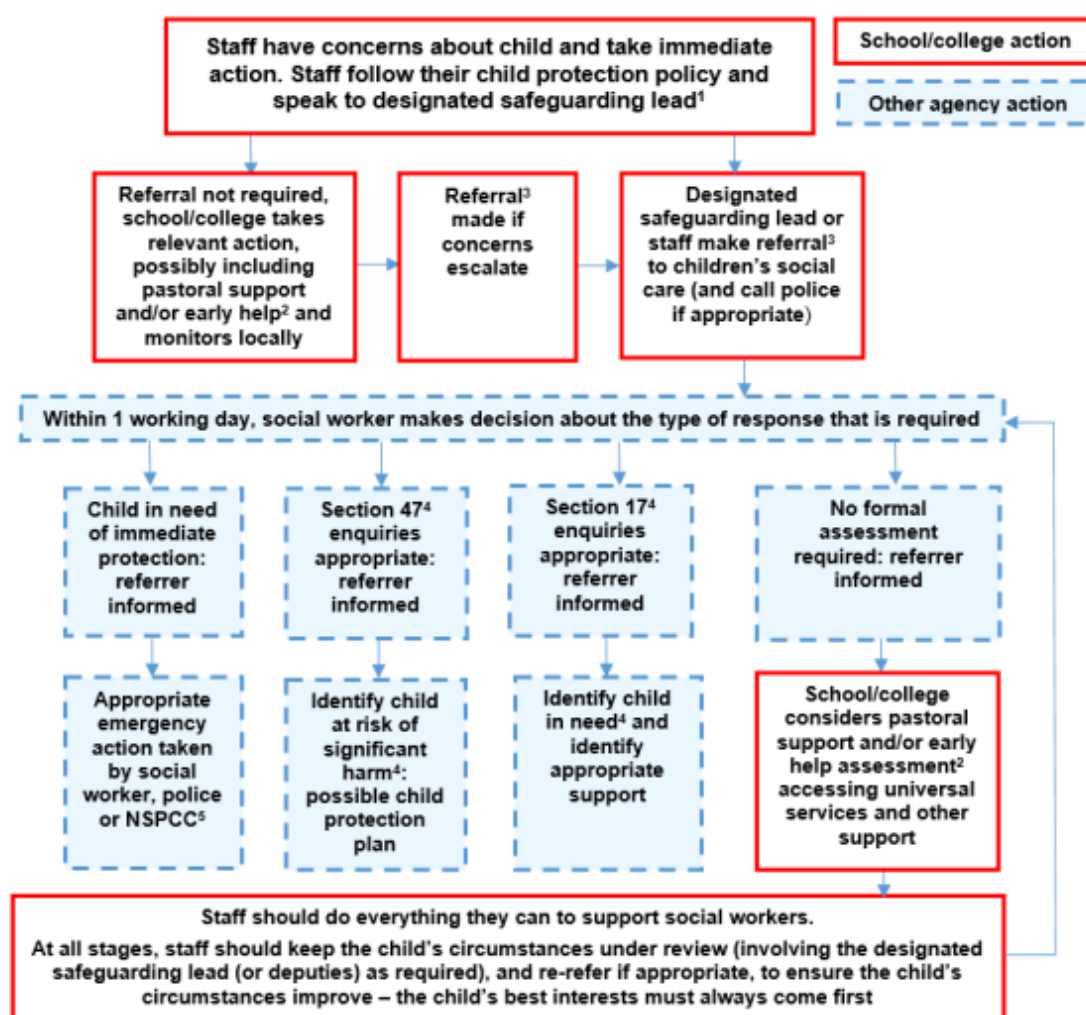 Staff have concerns about child and take immediate
action. Staff follow their child protection policy and
speak to designated safeguarding lead¹
School/college action
Other agency action
Referral not required,
school/college takes
relevant action,
possibly including
pastoral support
and/or early help² and
monitors locally
Referral³
made if
concerns
escalate
Designated
safeguarding lead or
staff make referral³
to children's social
care (and call police
if appropriate)
Within 1 working day, social worker makes decision about the type of response that is required
Child in need
of immediate
protection:
referrer
informed
Section 47⁴
enquiries
appropriate:
referrer
informed
Section 17⁴
enquiries
appropriate:
referrer
informed
No formal
assessment
required: referrer
informed
Appropriate
emergency
action taken
by social
worker, police
or NSPCC⁵
Identify child
at risk of
significant
harm⁴:
possible child
protection
plan
Identify child
in need⁴ and
identify
appropriate
support
School/college
considers pastoral
support and/or early
help assessment²
accessing universal
services and other
support
Staff should do everything they can to support social workers.
At all stages, staff should keep the child's circumstances under review (involving the designated
safeguarding lead (or deputies) as required), and re-refer if appropriate, to ensure the child's
circumstances improve – the child's best interests must always come first